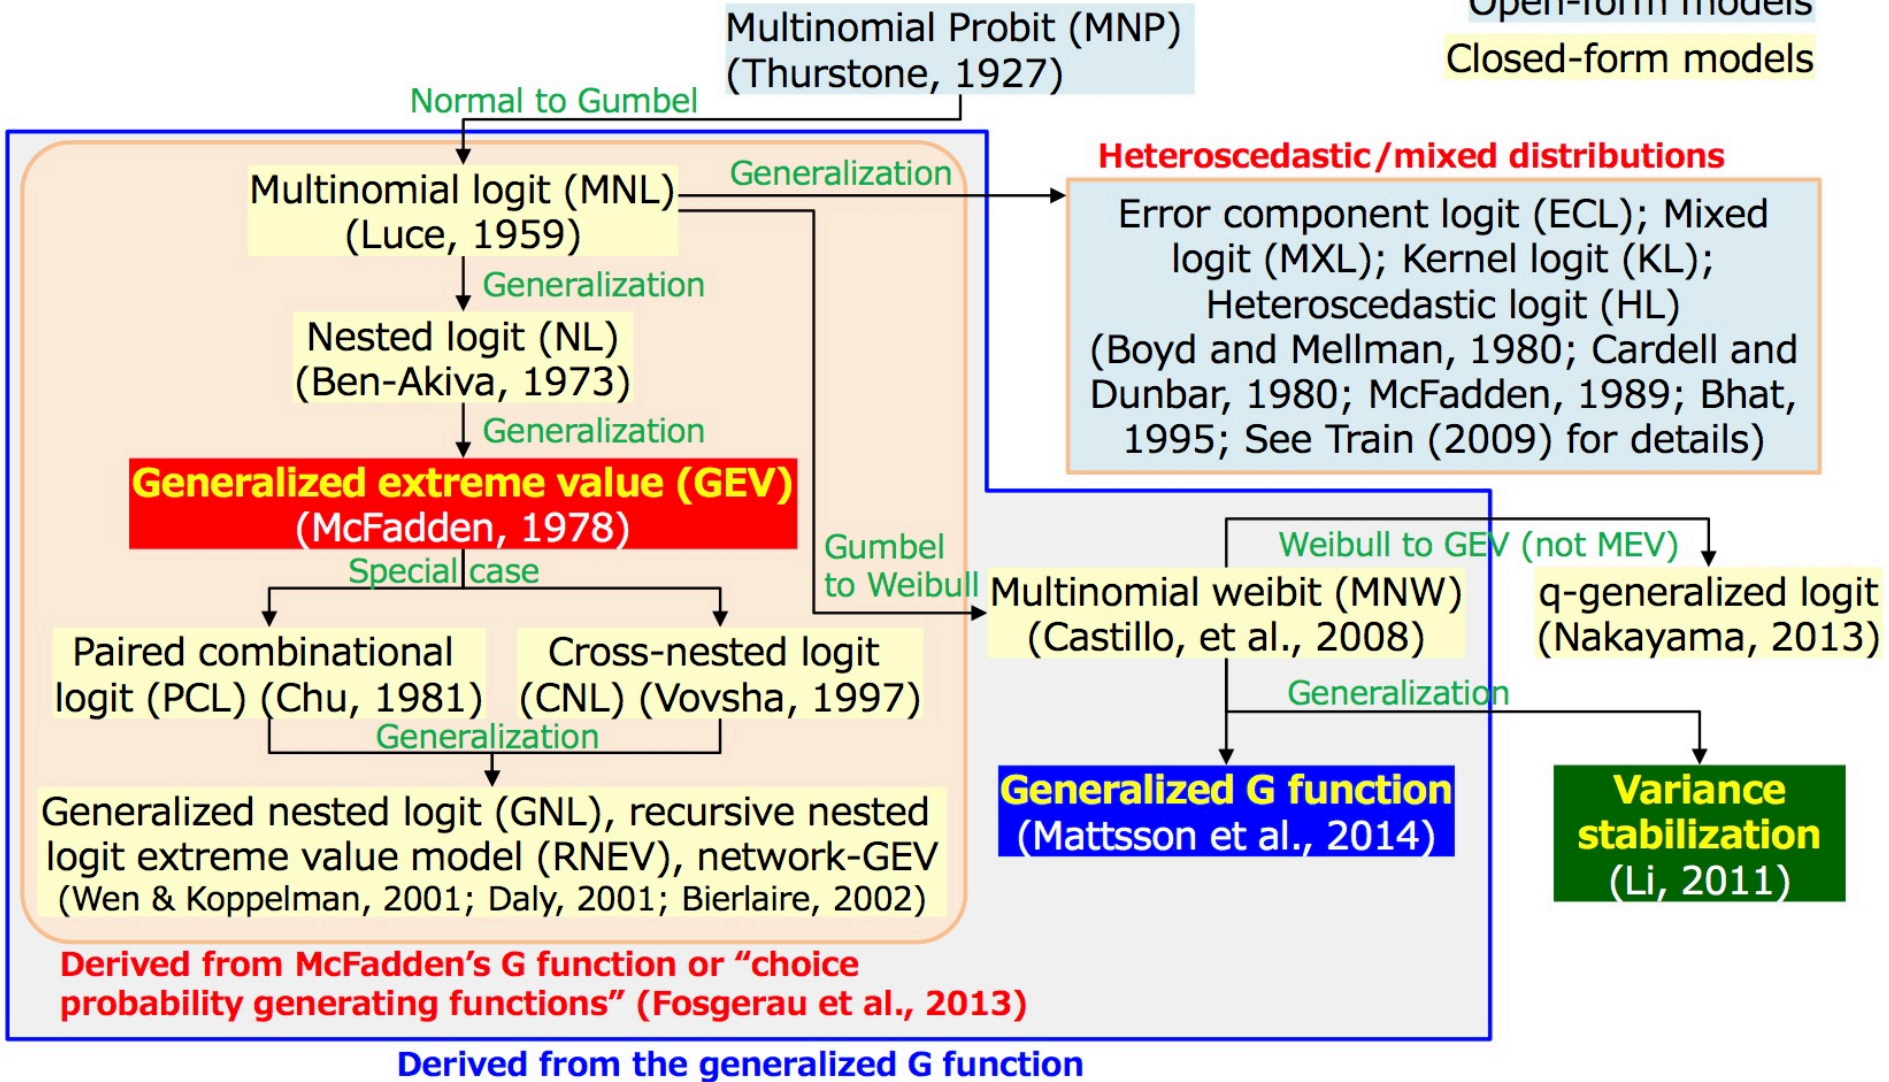 Open-form models
Closed-form models
Multinomial Probit (MNP)
(Thurstone, 1927)
Normal to Gumbel
Multinomial logit (MNL)
(Luce, 1959)
Generalization
Heteroscedastic/mixed distributions
Error component logit (ECL); Mixed
logit (MXL); Kernel logit (KL);
Heteroscedastic logit (HL)
(Boyd and Mellman, 1980; Cardell and
Dunbar, 1980; McFadden, 1989; Bhat,
1995; See Train (2009) for details)
Generalization
Nested logit (NL)
(Ben-Akiva, 1973)
Generalization
Generalized extreme value (GEV)
(McFadden, 1978)
Special case
Paired combinational
logit (PCL) (Chu, 1981)
Cross-nested logit
(CNL) (Vovsha, 1997)
Generalization
Generalized nested logit (GNL), recursive nested
logit extreme value model (RNEV), network-GEV
(Wen & Koppelman, 2001; Daly, 2001; Bierlaire, 2002)
Gumbel
to Weibull
Multinomial weibit (MNW)
(Castillo, et al., 2008)
Weibull to GEV (not MEV)
q-generalized logit
(Nakayama, 2013)
Generalization
Generalized G function
(Mattsson et al., 2014)
Variance
stabilization
(Li, 2011)
Derived from McFadden’s G function or “choice
probability generating functions” (Fosgerau et al., 2013)
Derived from the generalized G function